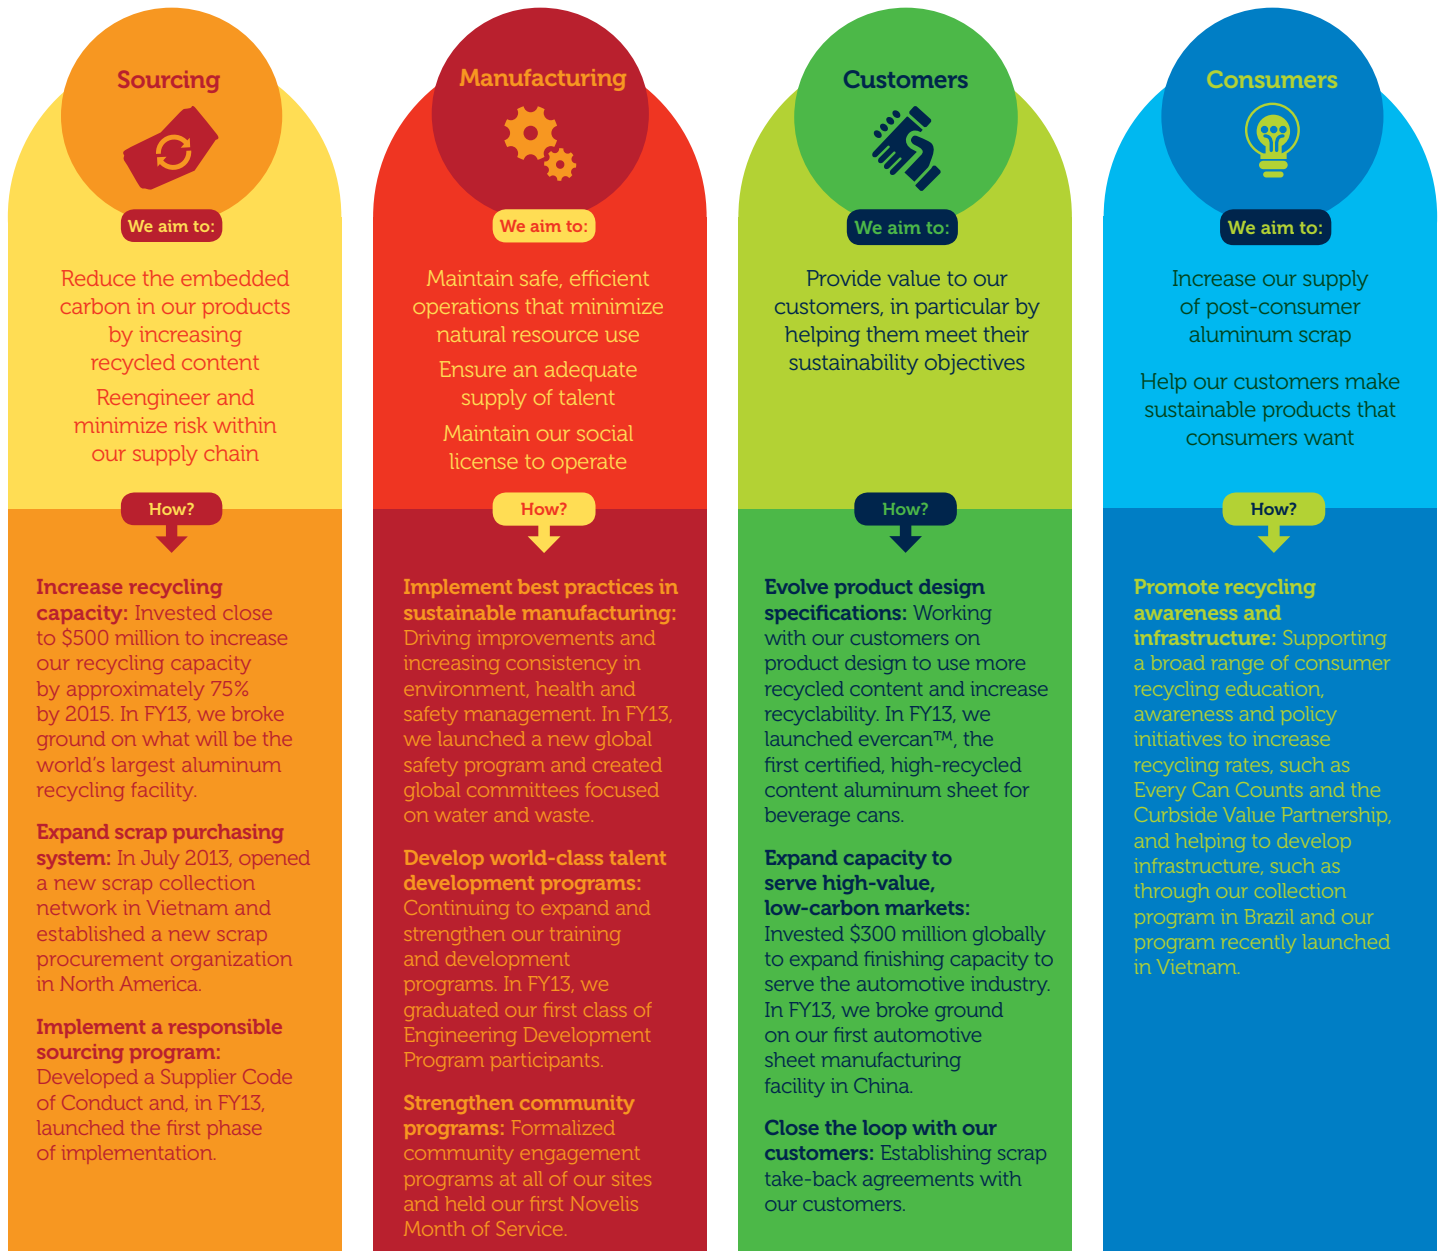 Sourcing
We aim to:
Reduce the embedded
carbon in our products
by increasing
recycled content
Reengineer and
minimize risk within
our supply chain
How?
Increase recycling
capacity: Invested close
to $500 million to increase
our recycling capacity
by approximately 75%
by 2015. In FY13, we broke
ground on what will be the
world’s largest aluminum
recycling facility.
Expand scrap purchasing
system: In July 2013, opened
a new scrap collection
network in Vietnam and
established a new scrap
procurement organization
in North America.
Implement a responsible
sourcing program:
Developed a Supplier Code
of Conduct and, in FY13,
launched the first phase
of implementation.
Manufacturing
We aim to:
Maintain safe, efficient
operations that minimize
natural resource use
Ensure an adequate
supply of talent
Maintain our social
license to operate
How?
Implement best practices in
sustainable manufacturing:
Driving improvements and
increasing consistency in
environment, health and
safety management. In FY13,
we launched a new global
safety program and created
global committees focused
on water and waste.
Develop world-class talent
development programs:
Continuing to expand and
strengthen our training
and development
programs. In FY13, we
graduated our first class of
Engineering Development
Program participants.
Strengthen community
programs: Formalized
community engagement
programs at all of our sites
and held our first Novelis
Month of Service.
Customers
We aim to:
Provide value to our
customers, in particular by
helping them meet their
sustainability objectives
How?
Evolve product design
specifications: Working
with our customers on
product design to use more
recycled content and increase
recyclability. In FY13, we
launched evercan™, the
first certified, high-recycled
content aluminum sheet for
beverage cans.
Expand capacity to
serve high-value,
low-carbon markets:
Invested $300 million globally
to expand finishing capacity to
serve the automotive industry.
In FY13, we broke ground
on our first automotive
sheet manufacturing
facility in China.
Close the loop with our
customers: Establishing scrap
take-back agreements with
our customers.
Consumers
We aim to:
Increase our supply
of post-consumer
aluminum scrap
Help our customers make
sustainable products that
consumers want
How?
Promote recycling
awareness and
infrastructure: Supporting
a broad range of consumer
recycling education,
awareness and policy
initiatives to increase
recycling rates, such as
Every Can Counts and the
Curbside Value Partnership,
and helping to develop
infrastructure, such as
through our collection
program in Brazil and our
program recently launched
in Vietnam.